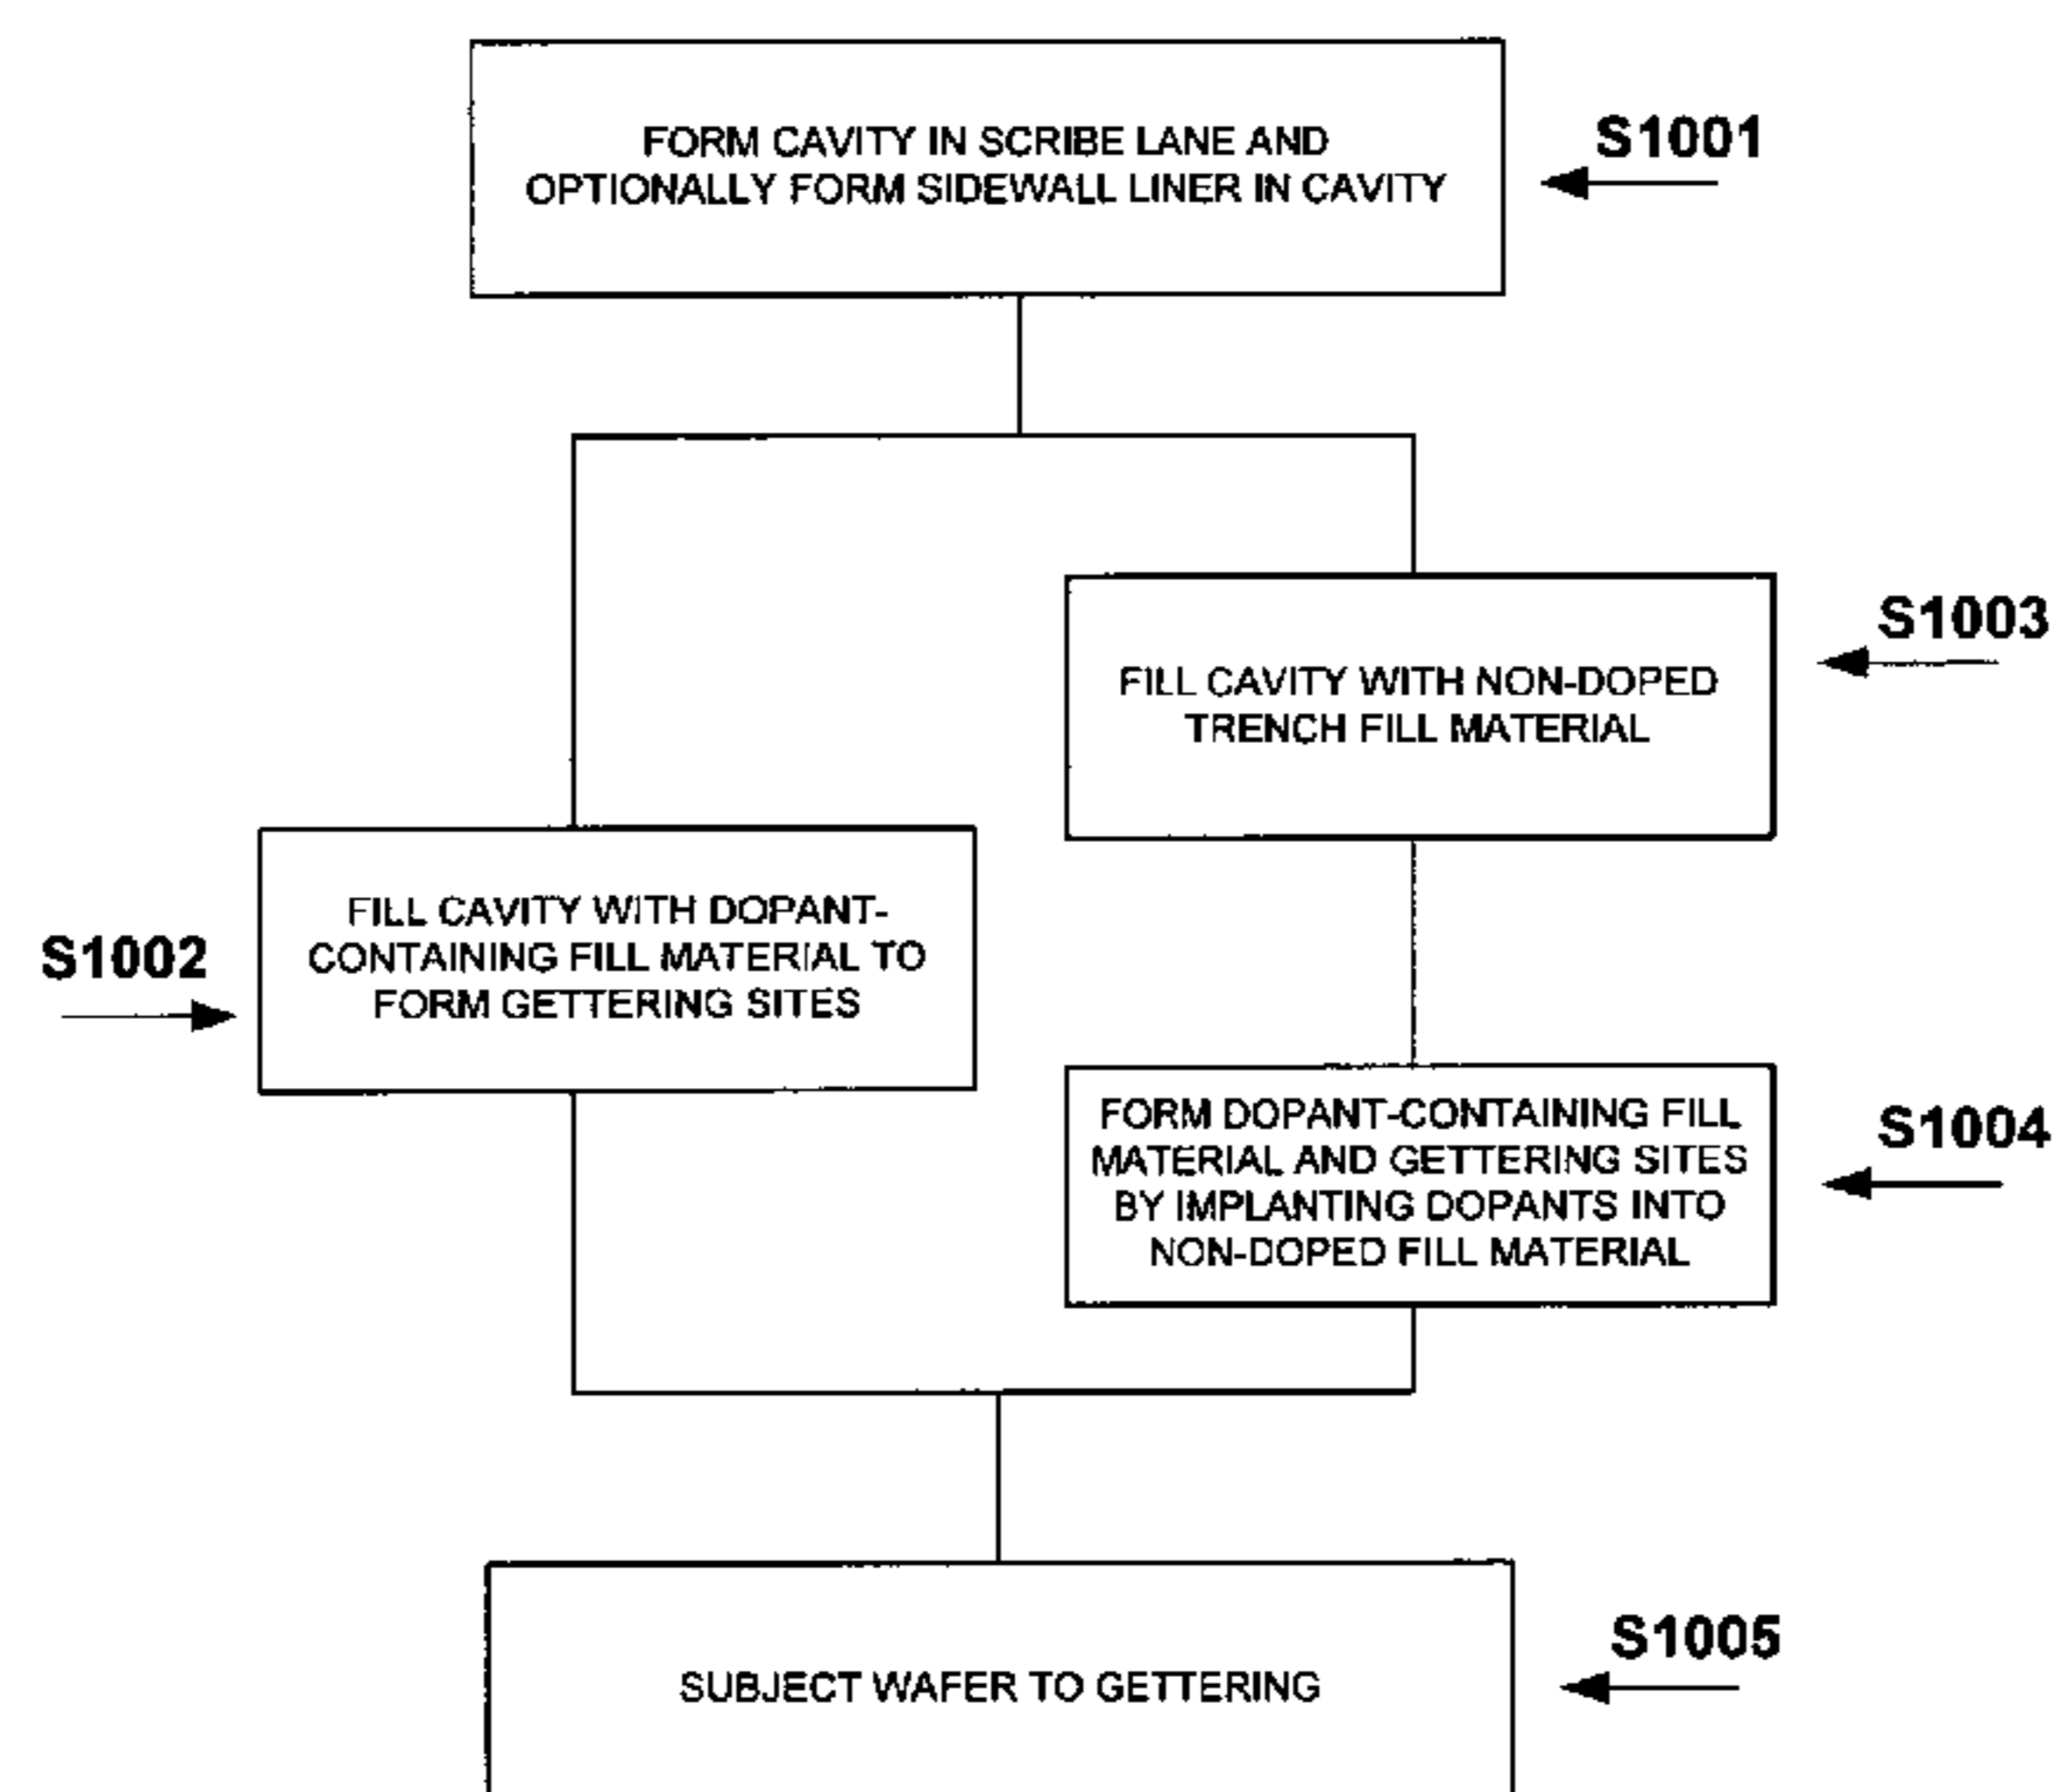 FORM CAVITY IN SCRIBE LANE AND
OPTIONALLY FORM SIDEWALL LINER IN CAVITY
S1001
FILL CAVITY WITH NON-DOPED
TRENCH FILL MATERIAL
S1003
S1002
FILL CAVITY WITH DOPANT-
CONTAINING FILL MATERIAL TO
FORM GETTERING SITES
FORM DOPANT-CONTAINING FILL
MATERIAL AND GETTERING SITES
BY IMPLANTING DOPANTS INTO
NON-DOPED FILL MATERIAL
S1004
SUBJECT WAFER TO GETTERING
S1005